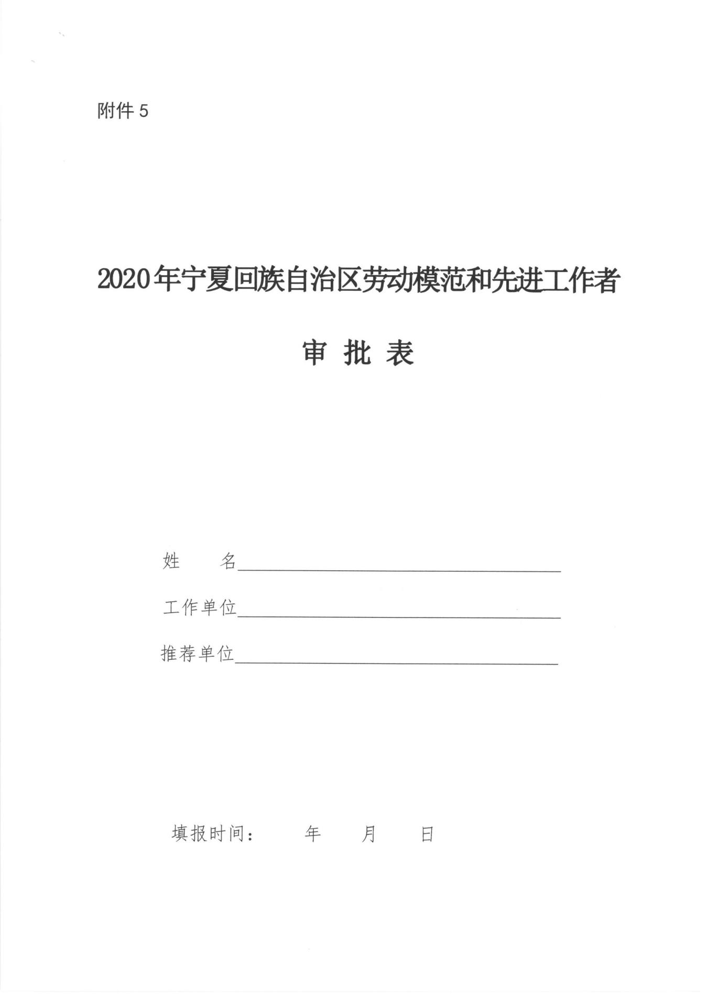 附件 5
2020年宁夏回族自治区劳动模范和先进工作者
审 批 表
姓 名
工作单位
推荐单位
填报时间： 年 月 日